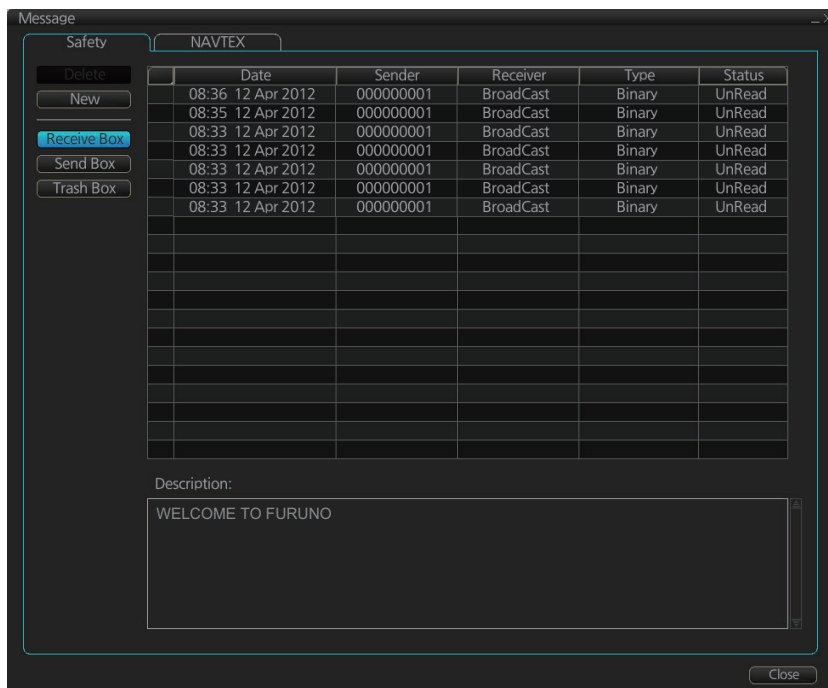 Message
Safety NAVTEX
Delete
New
Receive Box
Send Box
Trash Box
Date Sender Receiver Type Status
08:36 12 Apr 2012 000000001 BroadCast Binary UnRead
08:35 12 Apr 2012 000000001 BroadCast Binary UnRead
08:33 12 Apr 2012 000000001 BroadCast Binary UnRead
08:33 12 Apr 2012 000000001 BroadCast Binary UnRead
08:33 12 Apr 2012 000000001 BroadCast Binary UnRead
08:33 12 Apr 2012 000000001 BroadCast Binary UnRead
08:33 12 Apr 2012 000000001 BroadCast Binary UnRead
Description:
WELCOME TO FURUNO
Close